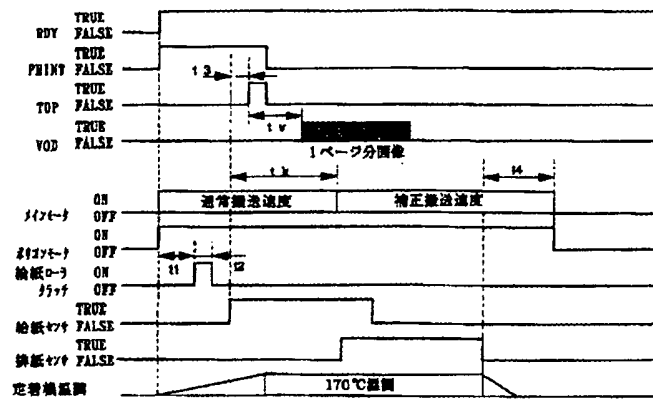 TRUE
RDY FALSE
TRUE
PRINT FALSE
t3
TRUE
TOP FALSE
TRUE
tv
VOD FALSE
1ページ分画像
tk
t4
ON
通常搬送速度 補正搬送速度
メインモータ OFF
ON
ポリゴンモータ OFF
t1 t2
給紙ローラ ON
クラッチ OFF
TRUE
給紙センサ FALSE
TRUE
排紙センサ FALSE
170℃温調
定着機温調